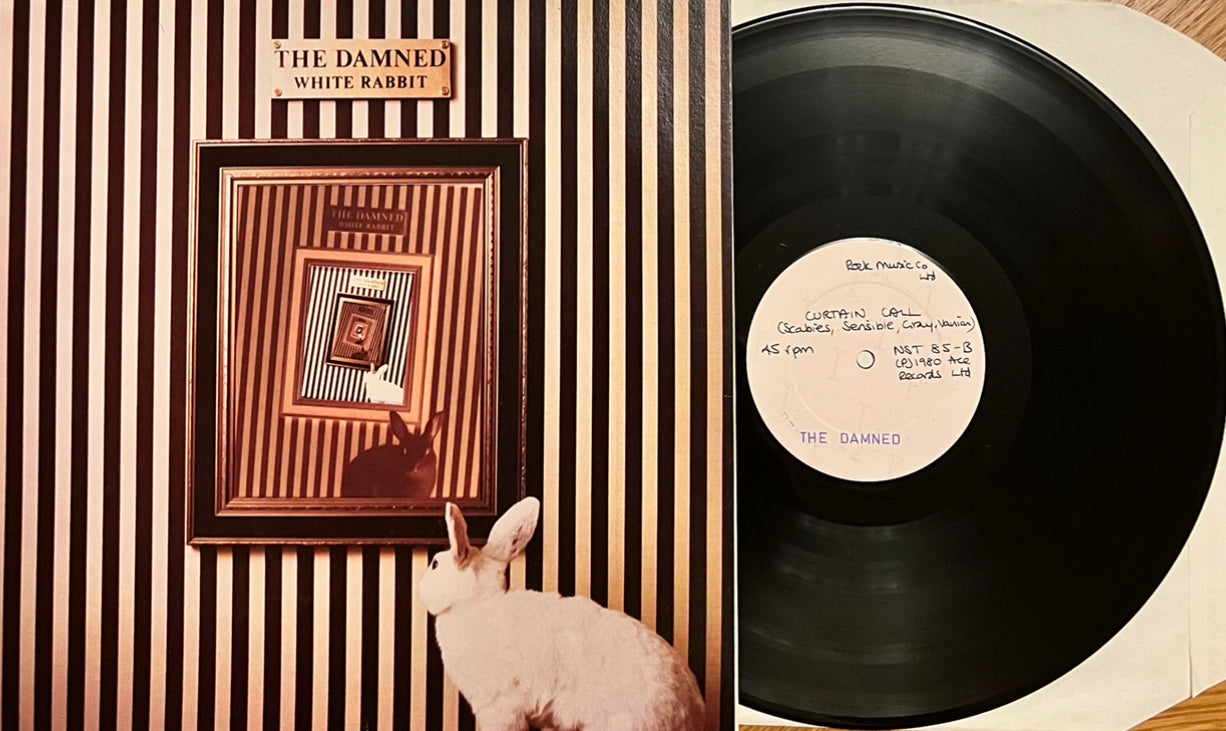 THE DAMNED
WHITE RABBIT
THE DAMNED
WHITE RABBIT
Rock Music Co
Ltd
CURTAIN CALL
(Scabies, Sensible, Gray, Vanian)
45 rpm
NST 85-B
(P) 1980 Ace
Records Ltd
THE DAMNED